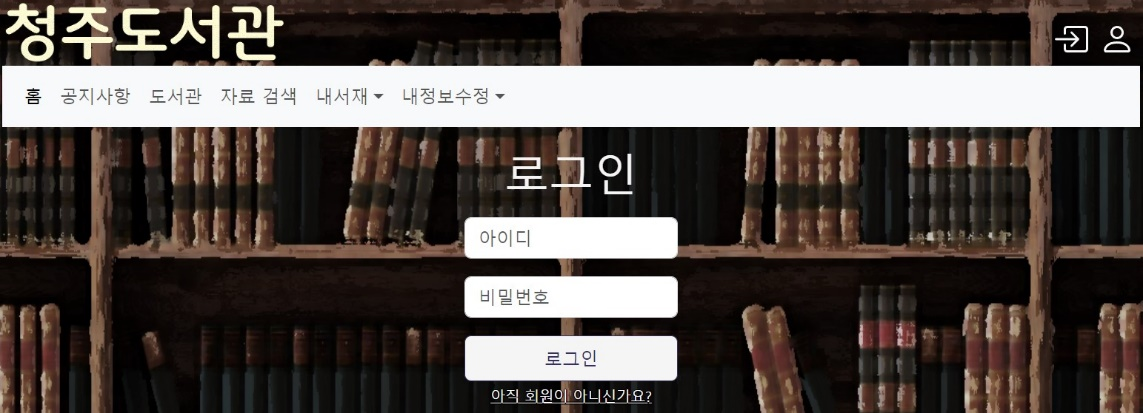 청주도서관
홈 공지사항 도서관 자료 검색 내서재 내정보수정
로그인
아이디
비밀번호
로그인
아직 회원이 아니신가요?